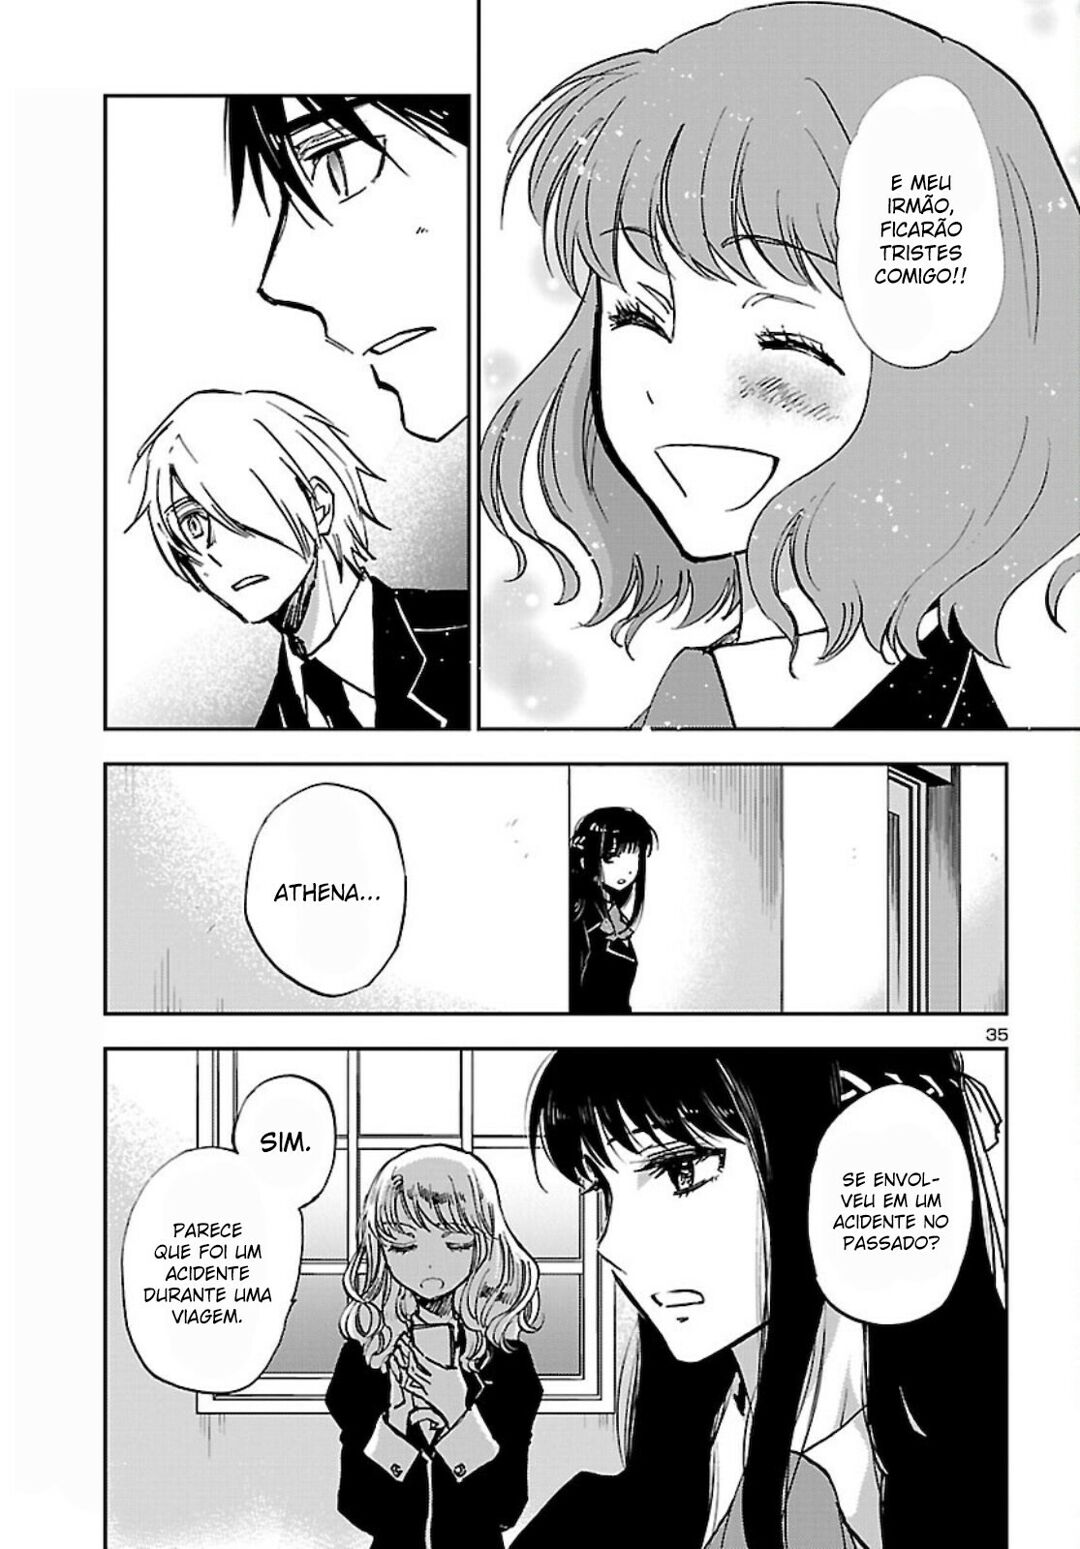 E MEU
IRMÃO,
FICARÃO
TRISTES
COMIGO!!
ATHENA...
35
SE ENVOL-
VEU EM UM
ACIDENTE NO
PASSADO?
SIM.
PARECE
QUE FOI UM
ACIDENTE
DURANTE UMA
VIAGEM.